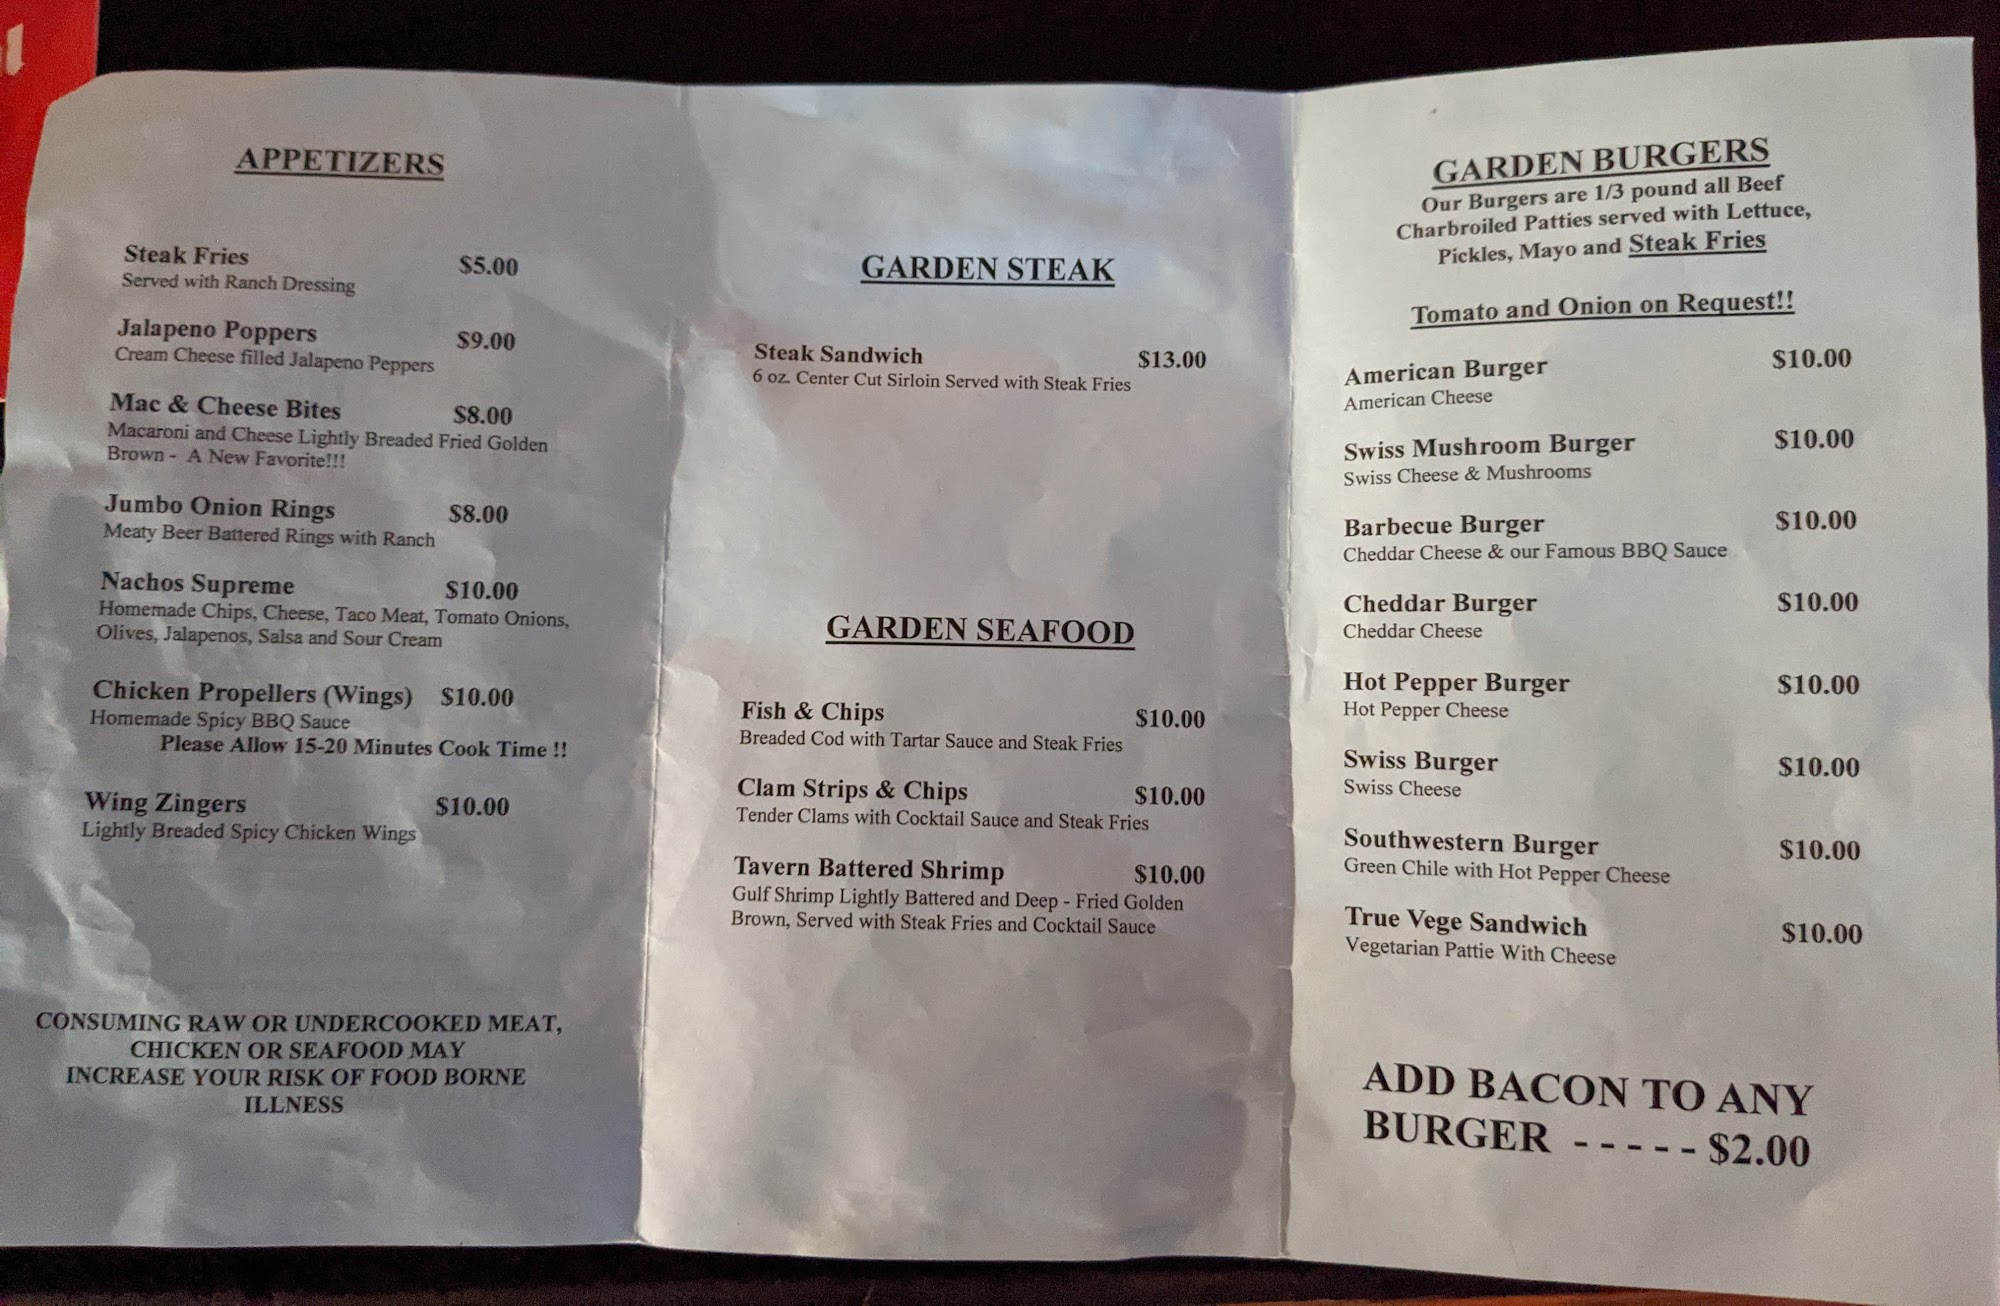 APPETIZERS
Steak Fries $5.00
Served with Ranch Dressing
Jalapeno Poppers $9.00
Cream Cheese filled Jalapeno Peppers
Mac & Cheese Bites $8.00
Macaroni and Cheese Lightly Breaded Fried Golden
Brown - A New Favorite!!!
Jumbo Onion Rings $8.00
Meaty Beer Battered Rings with Ranch
Nachos Supreme $10.00
Homemade Chips, Cheese, Taco Meat, Tomato Onions,
Olives, Jalapenos, Salsa and Sour Cream
Chicken Propellers (Wings) $10.00
Homemade Spicy BBQ Sauce
Please Allow 15-20 Minutes Cook Time !!
Wing Zingers $10.00
Lightly Breaded Spicy Chicken Wings
CONSUMING RAW OR UNDERCOOKED MEAT,
CHICKEN OR SEAFOOD MAY
INCREASE YOUR RISK OF FOOD BORNE
ILLNESS
GARDEN STEAK
Steak Sandwich $13.00
6 oz. Center Cut Sirloin Served with Steak Fries
GARDEN SEAFOOD
Fish & Chips $10.00
Breaded Cod with Tartar Sauce and Steak Fries
Clam Strips & Chips $10.00
Tender Clams with Cocktail Sauce and Steak Fries
Tavern Battered Shrimp $10.00
Gulf Shrimp Lightly Battered and Deep - Fried Golden
Brown, Served with Steak Fries and Cocktail Sauce
GARDEN BURGERS
Our Burgers are 1/3 pound all Beef
Charbroiled Patties served with Lettuce,
Pickles, Mayo and Steak Fries
Tomato and Onion on Request!!
American Burger $10.00
American Cheese
Swiss Mushroom Burger $10.00
Swiss Cheese & Mushrooms
Barbecue Burger $10.00
Cheddar Cheese & our Famous BBQ Sauce
Cheddar Burger $10.00
Cheddar Cheese
Hot Pepper Burger $10.00
Hot Pepper Cheese
Swiss Burger $10.00
Swiss Cheese
Southwestern Burger $10.00
Green Chile with Hot Pepper Cheese
True Vege Sandwich $10.00
Vegetarian Pattie With Cheese
ADD BACON TO ANY
BURGER - - - - - $2.00